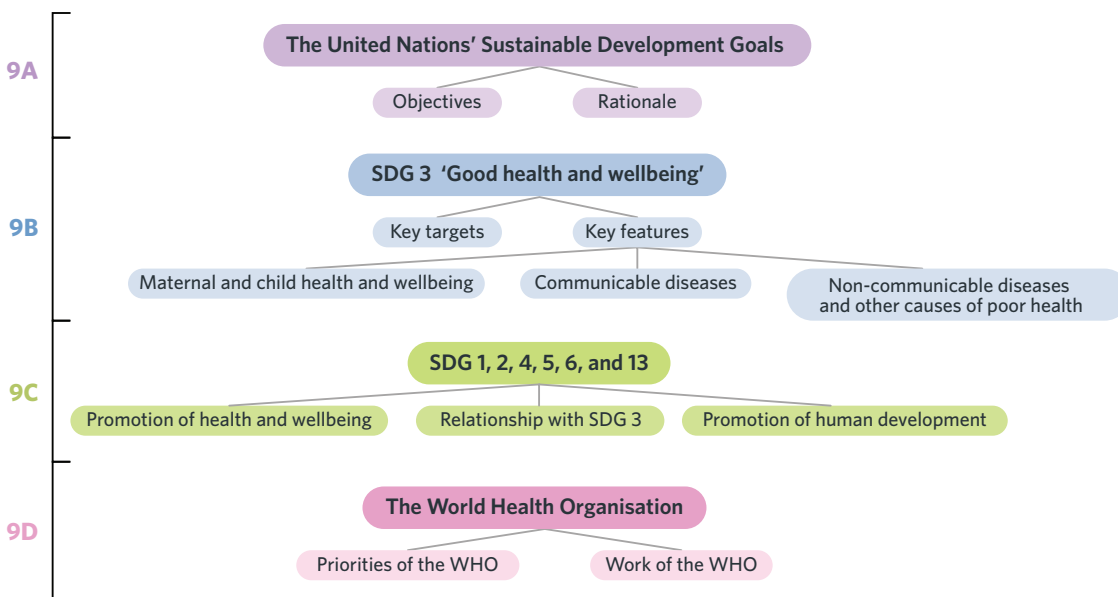 9A
The United Nations’ Sustainable Development Goals
Objectives
Rationale
9B
SDG 3 ‘Good health and wellbeing’
Key targets
Key features
Maternal and child health and wellbeing
Communicable diseases
Non-communicable diseases
and other causes of poor health
9C
SDG 1, 2, 4, 5, 6, and 13
Promotion of health and wellbeing
Relationship with SDG 3
Promotion of human development
9D
The World Health Organisation
Priorities of the WHO
Work of the WHO